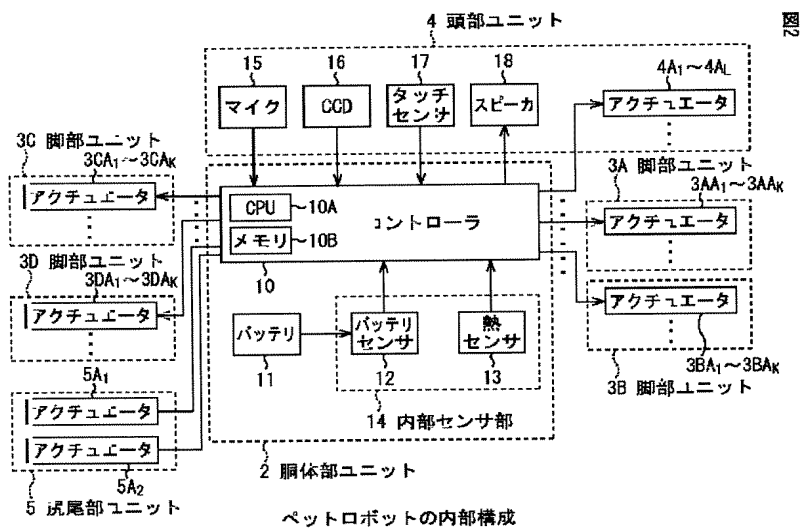 図2
4 頭部ユニット
15
16
17
18
マイク
CCD
タッチ
センサ
スピーカ
4A1〜4AL
アクチュエータ
3C 脚部ユニット
3CA1〜3CAK
アクチュエータ
3A 脚部ユニット
3AA1〜3AAK
アクチュエータ
CPU
10A
メモリ
10B
コントローラ
10
3D 脚部ユニット
3DA1〜3DAK
アクチュエータ
アクチュエータ
3BA1〜3BAK
3B 脚部ユニット
バッテリ
11
バッテリ
センサ
12
熱
センサ
13
14 内部センサ部
5A1
アクチュエータ
アクチュエータ
5A2
5 尻尾部ユニット
2 胴体部ユニット
ペットロボットの内部構成